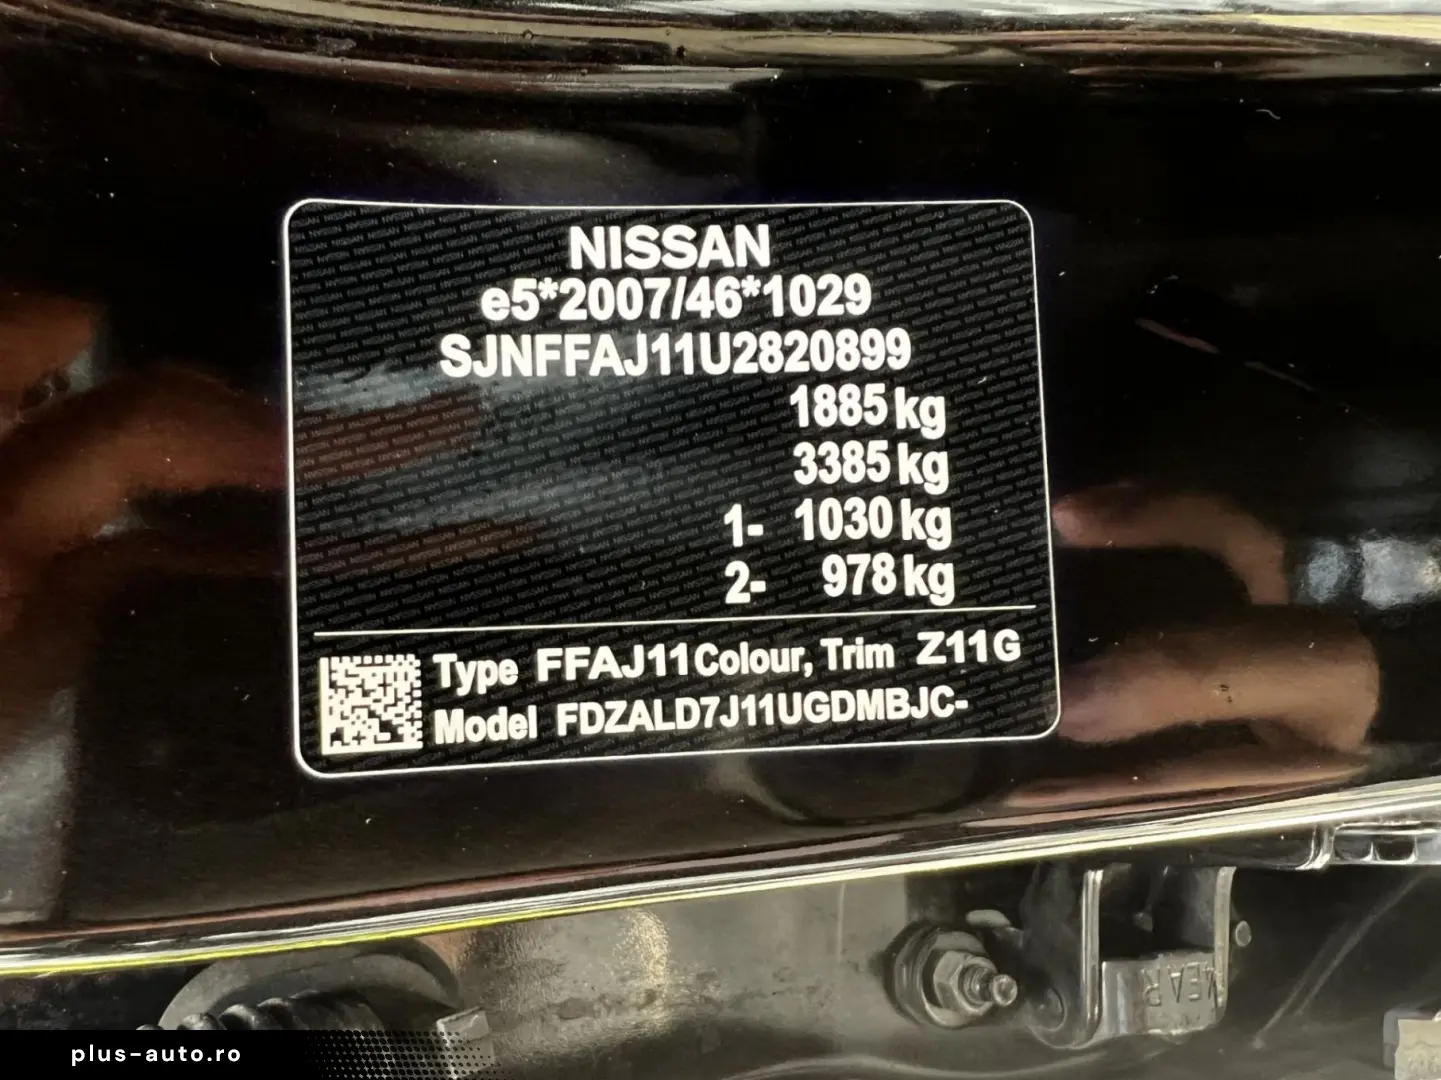 NISSAN
e5*2007/46*1029
SJNFFAJ11U2820899
1885 kg
3385 kg
1- 1030 kg
2- 978 kg
Type FFAJ11 Colour, Trim Z11G
Model FDZALD7J11UGDMBJC-
plus-auto.ro